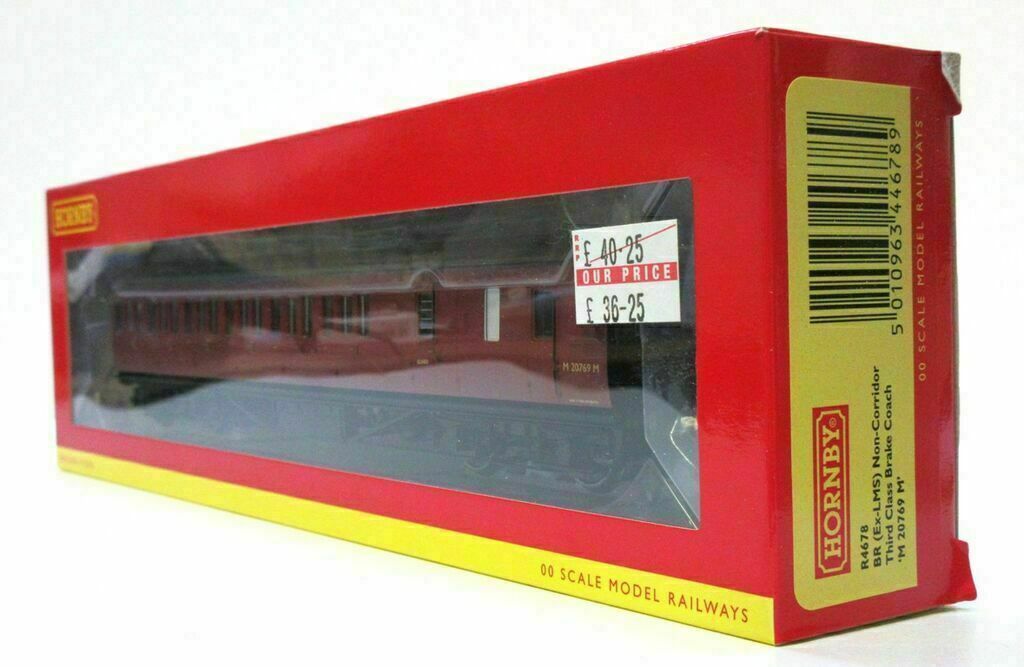 HORNBY
RRP £ 40-25
OUR PRICE
£ 36-25
M 20769 M
00 SCALE MODEL RAILWAYS
5 010963 446789
00 SCALE MODEL RAILWAYS
HORNBY®
R4678
BR (Ex-LMS) Non-Corridor
Third Class Brake Coach
'M 20769 M'